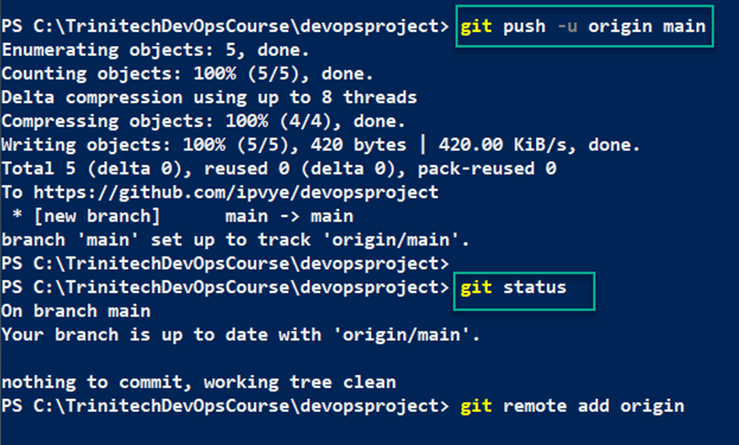 PS C:\TrinitechDevOpsCourse\devopsproject> git push -u origin main
Enumerating objects: 5, done.
Counting objects: 100% (5/5), done.
Delta compression using up to 8 threads
Compressing objects: 100% (4/4), done.
Writing objects: 100% (5/5), 420 bytes | 420.00 KiB/s, done.
Total 5 (delta 0), reused 0 (delta 0), pack-reused 0
To https://github.com/ipvye/devopsproject
 * [new branch]      main -> main
branch 'main' set up to track 'origin/main'.
PS C:\TrinitechDevOpsCourse\devopsproject>
PS C:\TrinitechDevOpsCourse\devopsproject> git status
On branch main
Your branch is up to date with 'origin/main'.

nothing to commit, working tree clean
PS C:\TrinitechDevOpsCourse\devopsproject> git remote add origin